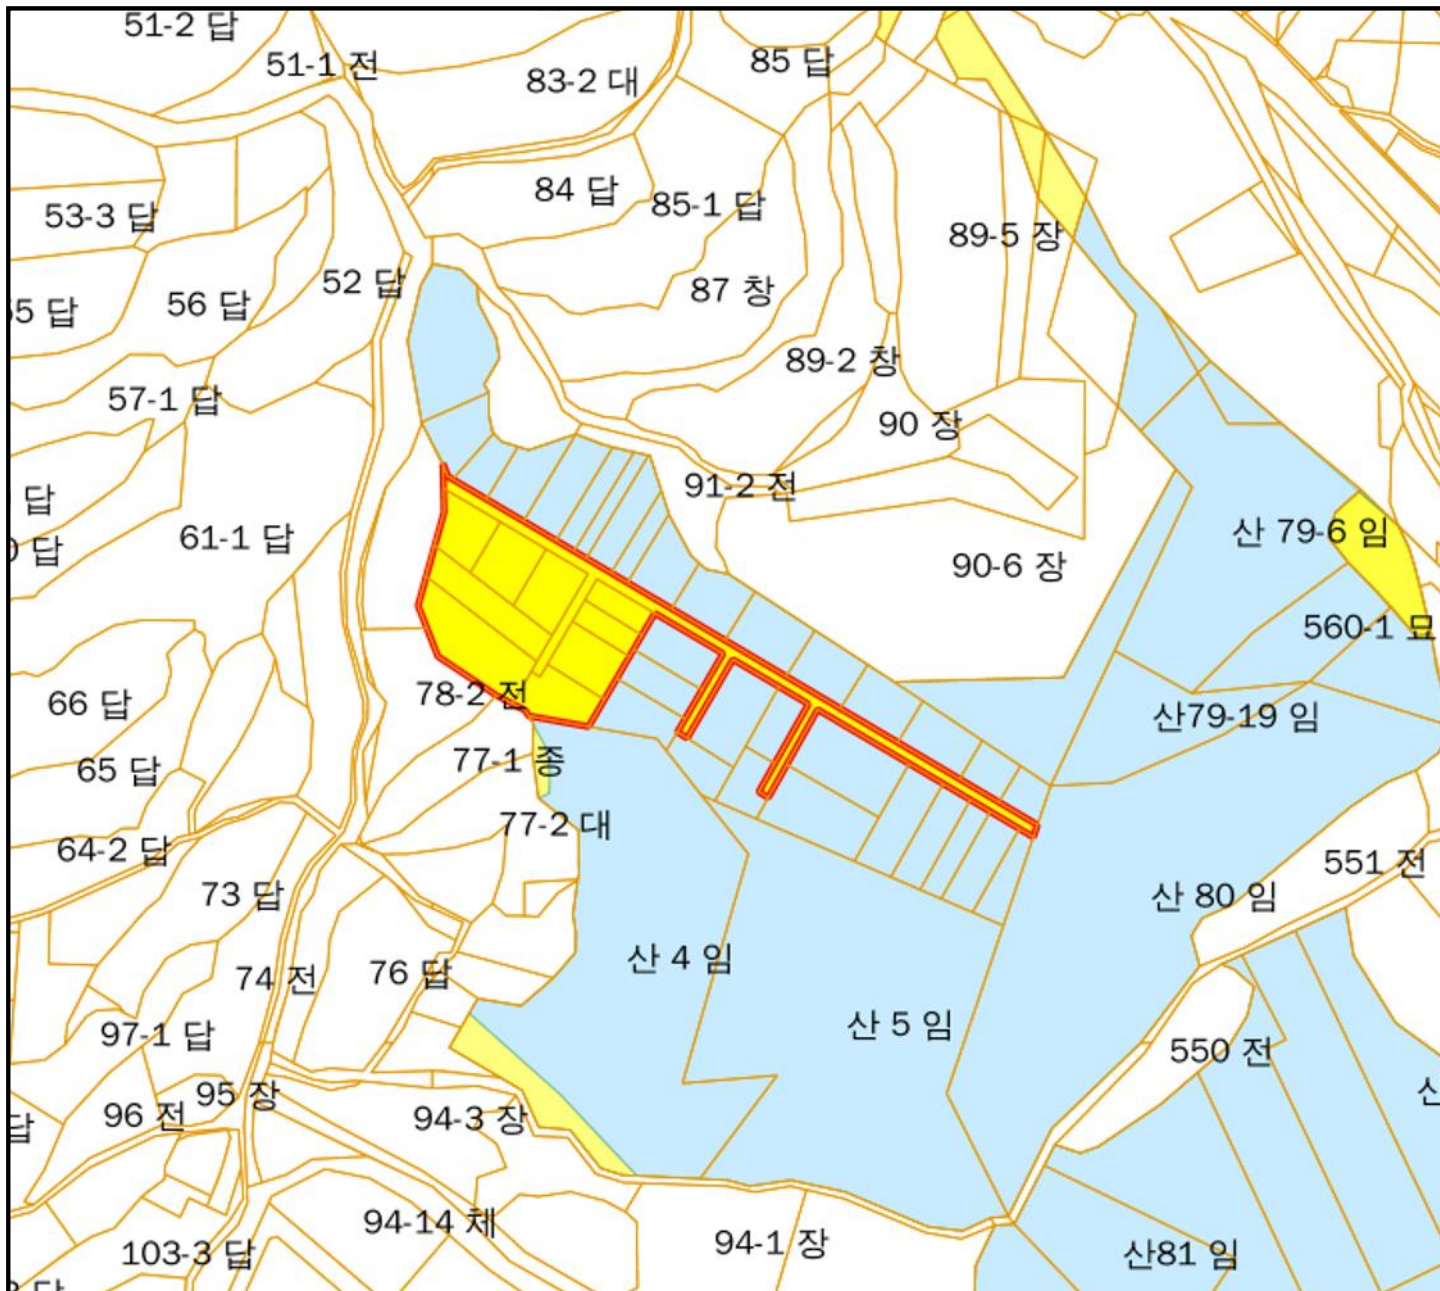 51-2 답
51-1 전
83-2 대
85 답
84 답
85-1 답
53-3 답
89-5 장
52 답
87 창
56 답
55 답
89-2 창
57-1 답
90 장
91-2 전
답
산 79-6 임
61-1 답
답
90-6 장
560-1 묘
78-2 전
66 답
산79-19 임
77-1 종
65 답
77-2 대
64-2 답
551 전
73 답
산 80 임
산 4 임
76 답
74 전
산 5 임
97-1 답
550 전
95 장
96 전
94-3 장
답
94-14 체
94-1 장
103-3 답
산81 임
답